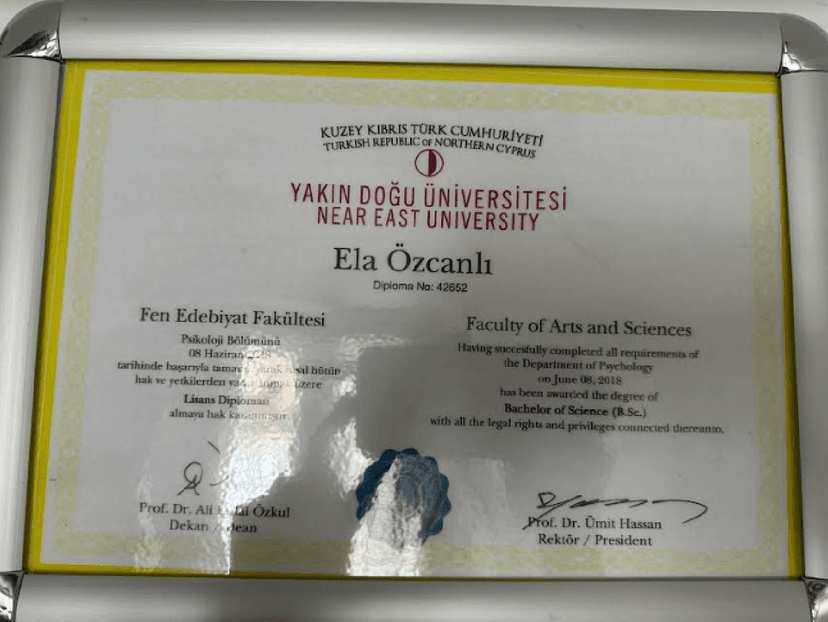 KUZEY KIBRIS TÜRK CUMHURİYETİ
TURKISH REPUBLIC OF NORTHERN CYPRUS
YAKIN DOĞU ÜNİVERSİTESİ
NEAR EAST UNIVERSITY
Ela Özcanlı
Diploma No: 42652
Fen Edebiyat Fakültesi
Psikoloji Bölümünü
08 Haziran
tarihinde başarıyla bütün
hak ve yetkilerden üzere
Lisans Diploması
almaya hak
Prof. Dr. Ali Özkul
Dekan / Dean
Faculty of Arts and Sciences
Having succesfully completed all requirements of
the Department of Psychology
on June 08, 2018
has been awarded the degree of
Bachelor of Science (B.Sc.)
with all the legal rights and privileges connected thereunto.
Prof. Dr. Ümit Hassan
Rektör / President